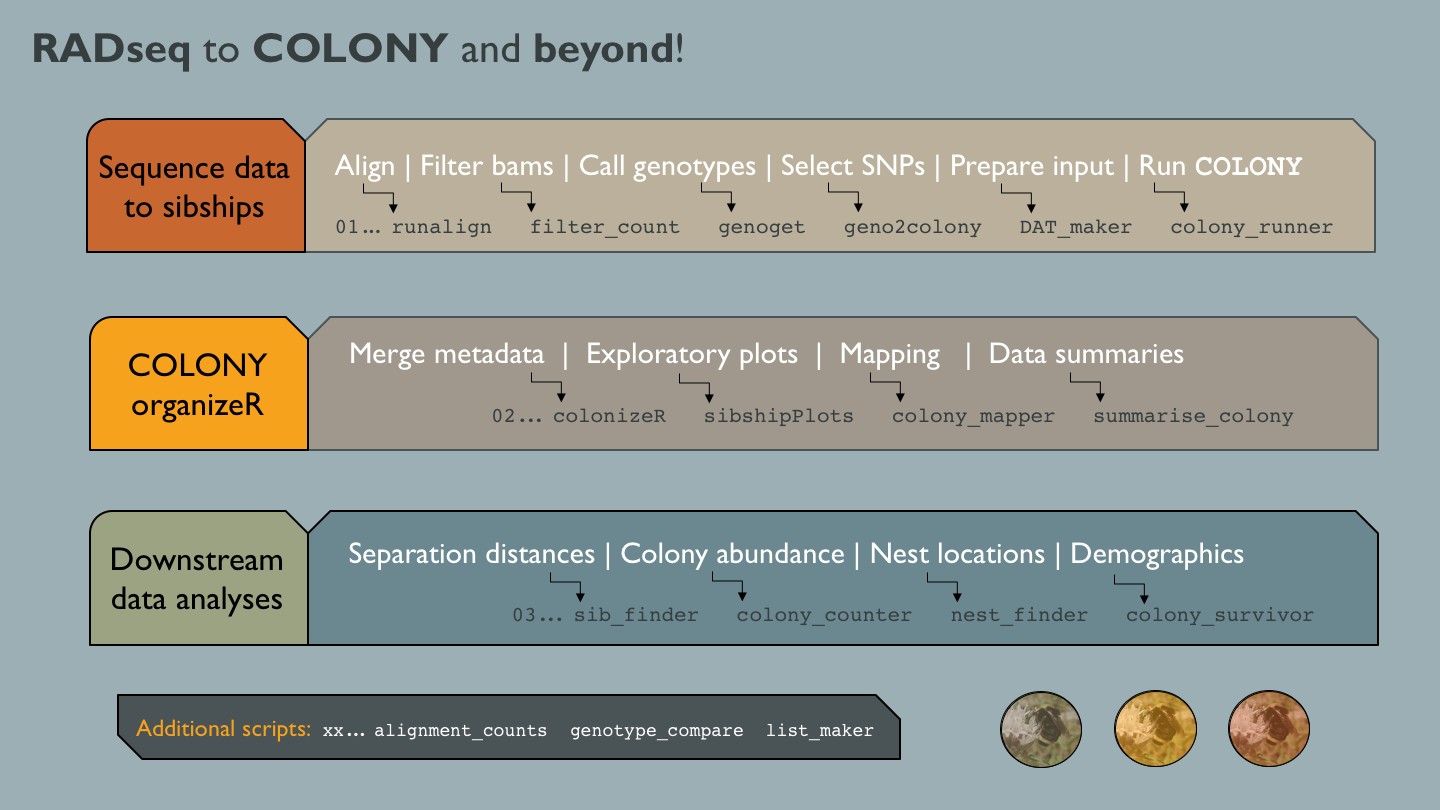 RADseq to COLONY and beyond!
Sequence data
to sibships
Align | Filter bams | Call genotypes | Select SNPs | Prepare input | Run COLONY
01... runalign filter_count genoget geno2colony DAT_maker colony_runner
COLONY
organizeR
Merge metadata | Exploratory plots | Mapping | Data summaries
02... colonizeR sibshipPlots colony_mapper summarise_colony
Downstream
data analyses
Separation distances | Colony abundance | Nest locations | Demographics
03... sib_finder colony_counter nest_finder colony_survivor
Additional scripts: xx... alignment_counts genotype_compare list_maker